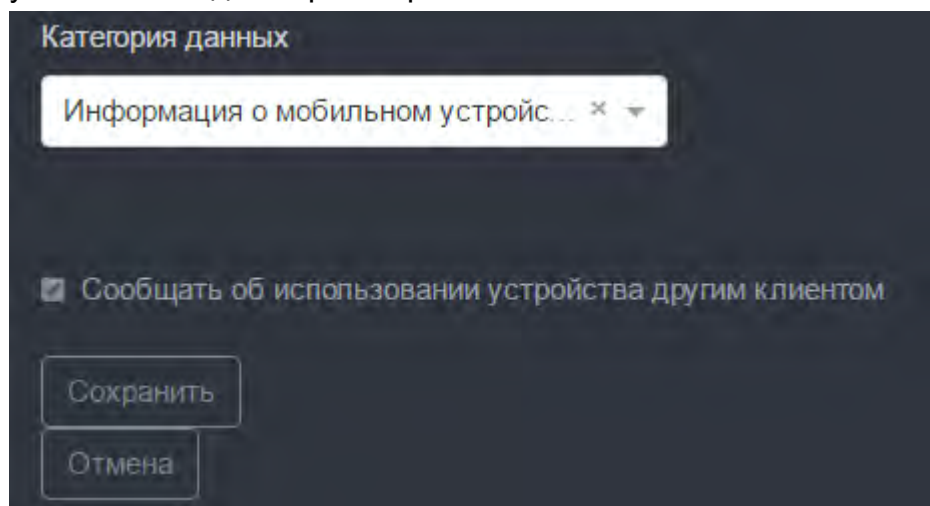 Категория данных
Информация о мобильном устройс...
Сообщать об использовании устройства другим клиентом
Сохранить
Отмена